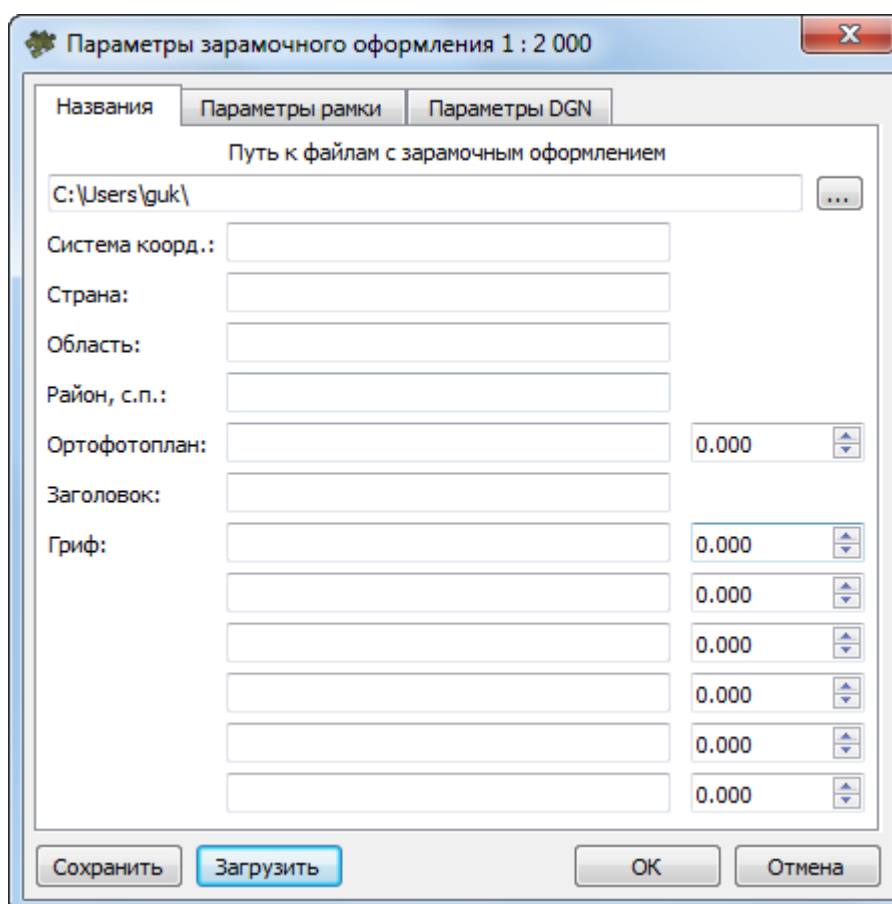 Параметры зарамочного оформления 1 : 2 000
Названия Параметры рамки Параметры DGN
Путь к файлам с зарамочным оформлением
C:\Users\guk\ ...
Система коорд.:
Страна:
Область:
Район, с.п.:
Ортофотоплан: 0.000
Заголовок:
Гриф: 0.000
0.000
0.000
0.000
0.000
0.000
Сохранить Загрузить OK Отмена